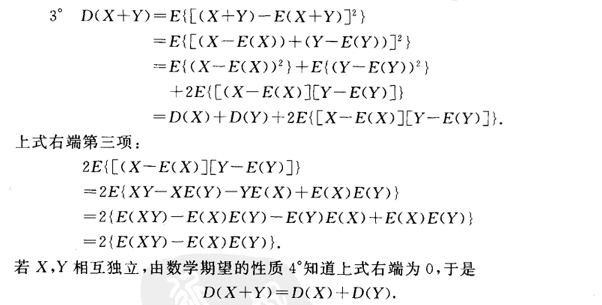 3° D(X+Y)=E{[(X+Y)-E(X+Y)]²}
=E{[(X-E(X))+(Y-E(Y))]²}
=E{(X-E(X))²}+E{(Y-E(Y))²}
+2E{[(X-E(X)][Y-E(Y)]}
=D(X)+D(Y)+2E{[X-E(X)][Y-E(Y)]}.
上式右端第三项:
2E{[(X-E(X)][Y-E(Y)]}
=2E{XY-XE(Y)-YE(X)+E(X)E(Y)}
=2{E(XY)-E(X)E(Y)-E(Y)E(X)+E(X)E(Y)}
=2{E(XY)-E(X)E(Y)}.
若 X,Y 相互独立,由数学期望的性质 4°知道上式右端为 0,于是
D(X+Y)=D(X)+D(Y).